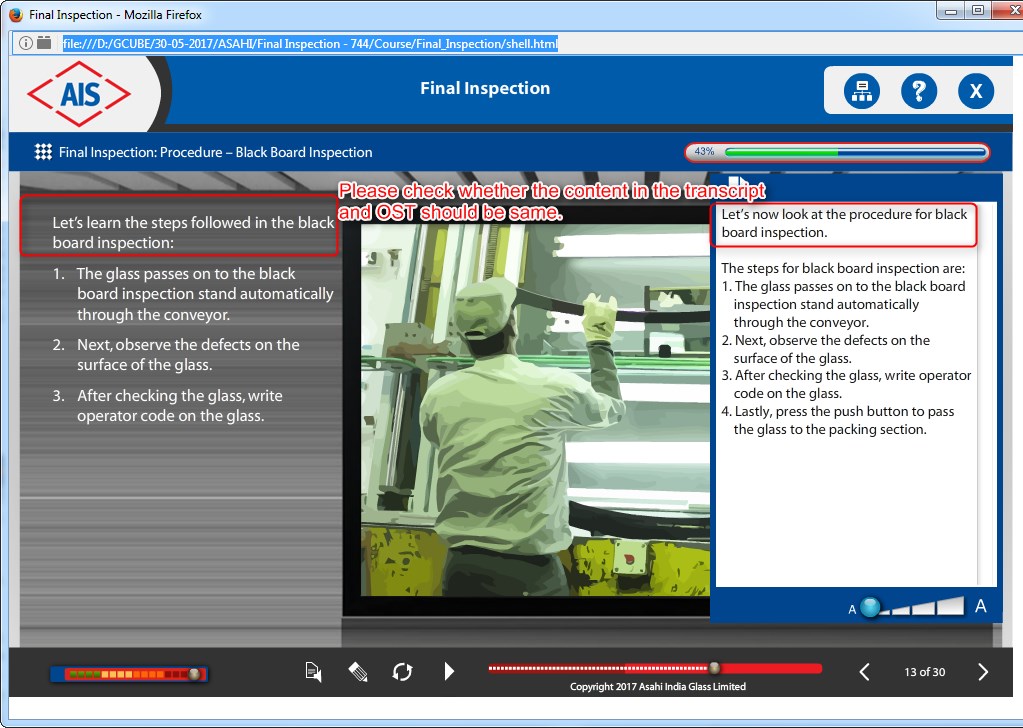 Final Inspection - Mozilla Firefox
file:///D:/GCUBE/30-05-2017/ASAHI/Final Inspection - 744/Course/Final_Inspection/shell.html
AIS
Final Inspection
?
X
Final Inspection: Procedure – Black Board Inspection
43%
Please check whether the content in the transcript
and OST should be same.
Let's learn the steps followed in the black
board inspection:
1. The glass passes on to the black
board inspection stand automatically
through the conveyor.
2. Next, observe the defects on the
surface of the glass.
3. After checking the glass, write
operator code on the glass.
Let's now look at the procedure for black
board inspection.
The steps for black board inspection are:
1. The glass passes on to the black board
inspection stand automatically
through the conveyor.
2. Next, observe the defects on the
surface of the glass.
3. After checking the glass, write operator
code on the glass.
4. Lastly, press the push button to pass
the glass to the packing section.
A A
13 of 30
Copyright 2017 Asahi India Glass Limited